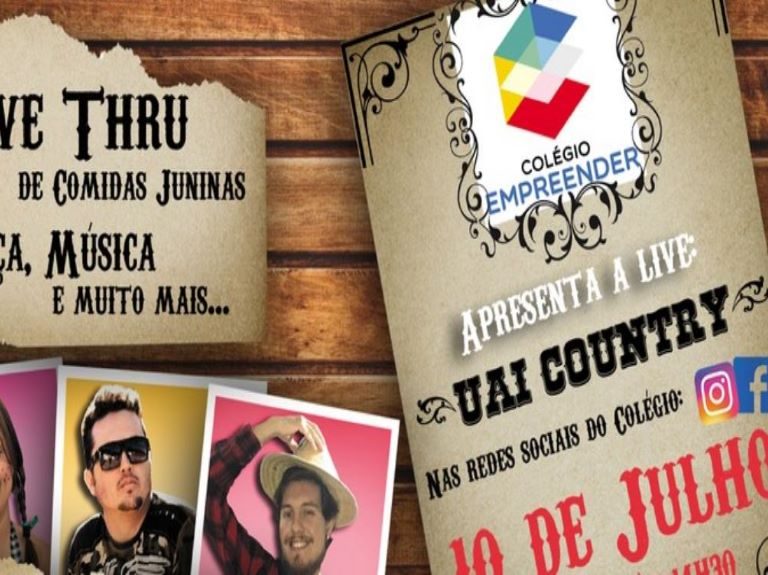 VE THRU
DE COMIDAS JUNINAS
ÇA, MÚSICA
E MUITO MAIS...
COLÉGIO
EMPREENDER
APRESENTA A LIVE:
UAI COUNTRY
NAS REDES SOCIAIS DO COLÉGIO:
10 DE JULHO